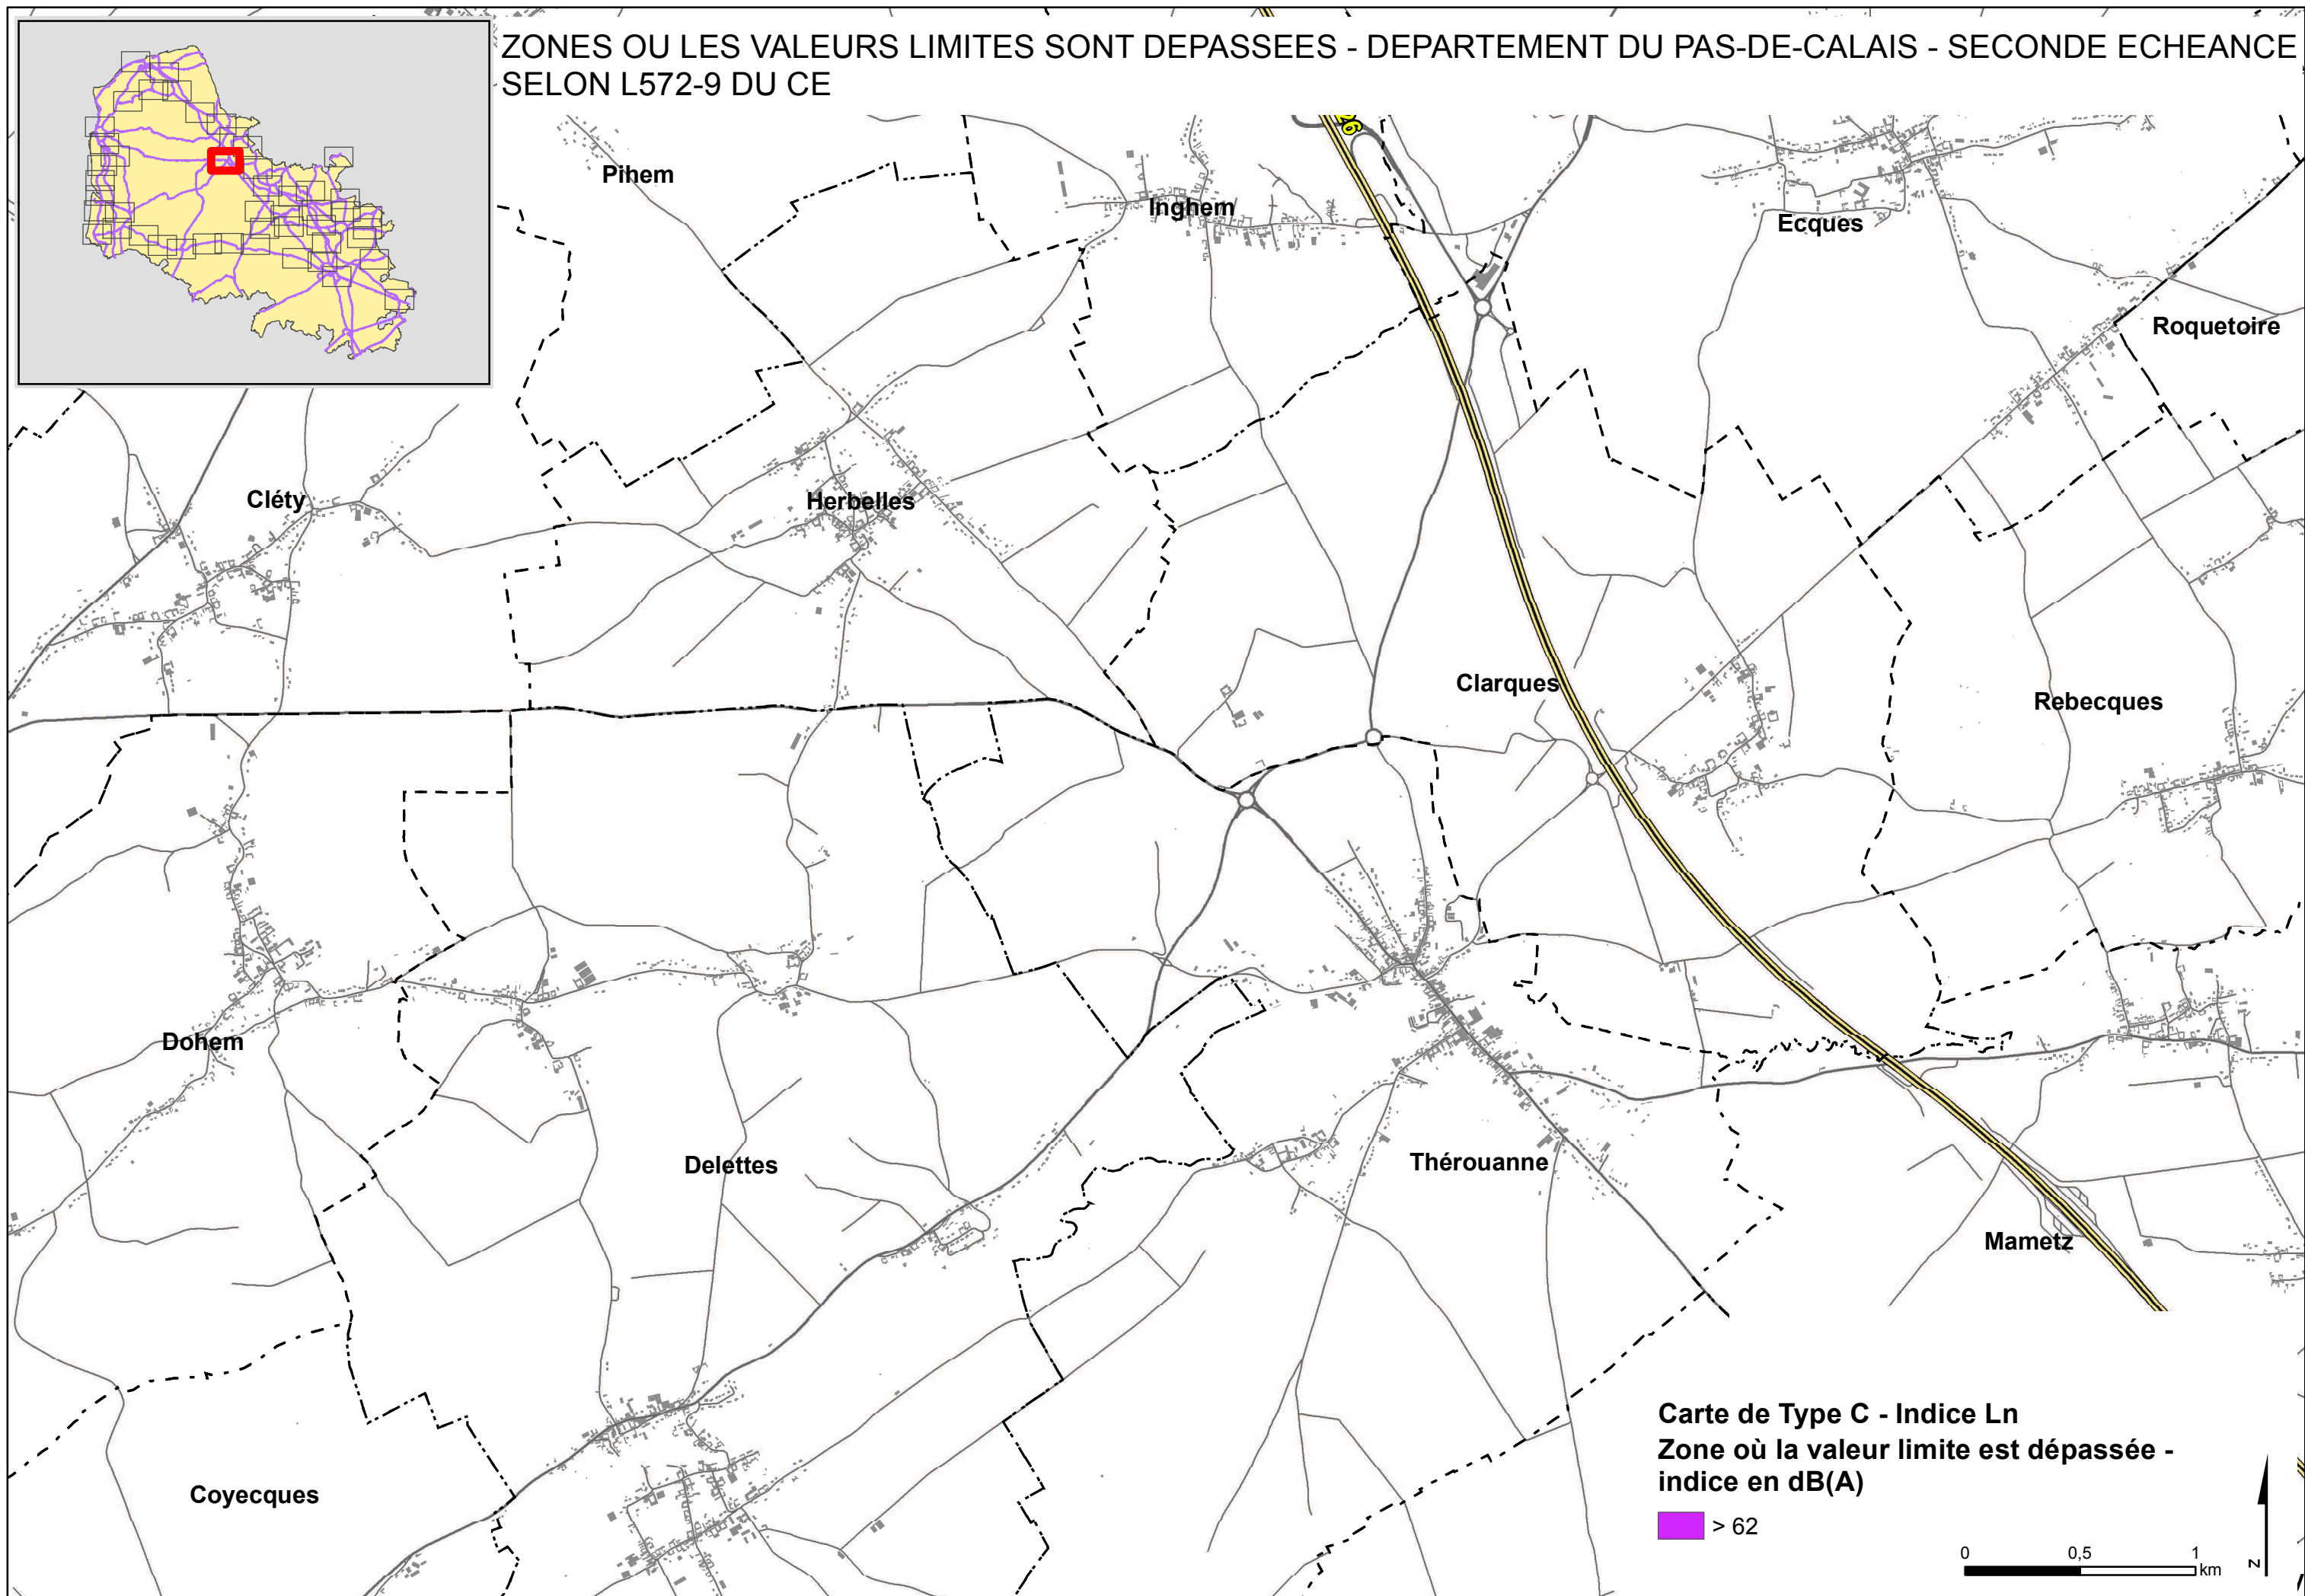 ZONES OU LES VALEURS LIMITES SONT DEPASSEES - DEPARTEMENT DU PAS-DE-CALAIS - SECONDE ECHEANCE
SELON L572-9 DU CE
Pihem
Inghem
Ecques
Roquetoire
Cléty
Herbelles
Clarques
Rebecques
Dohem
Delettes
Thérouanne
Mametz
Coyecques
Carte de Type C - Indice Ln
Zone où la valeur limite est dépassée -
indice en dB(A)
> 62
0 0,5 1
km
N